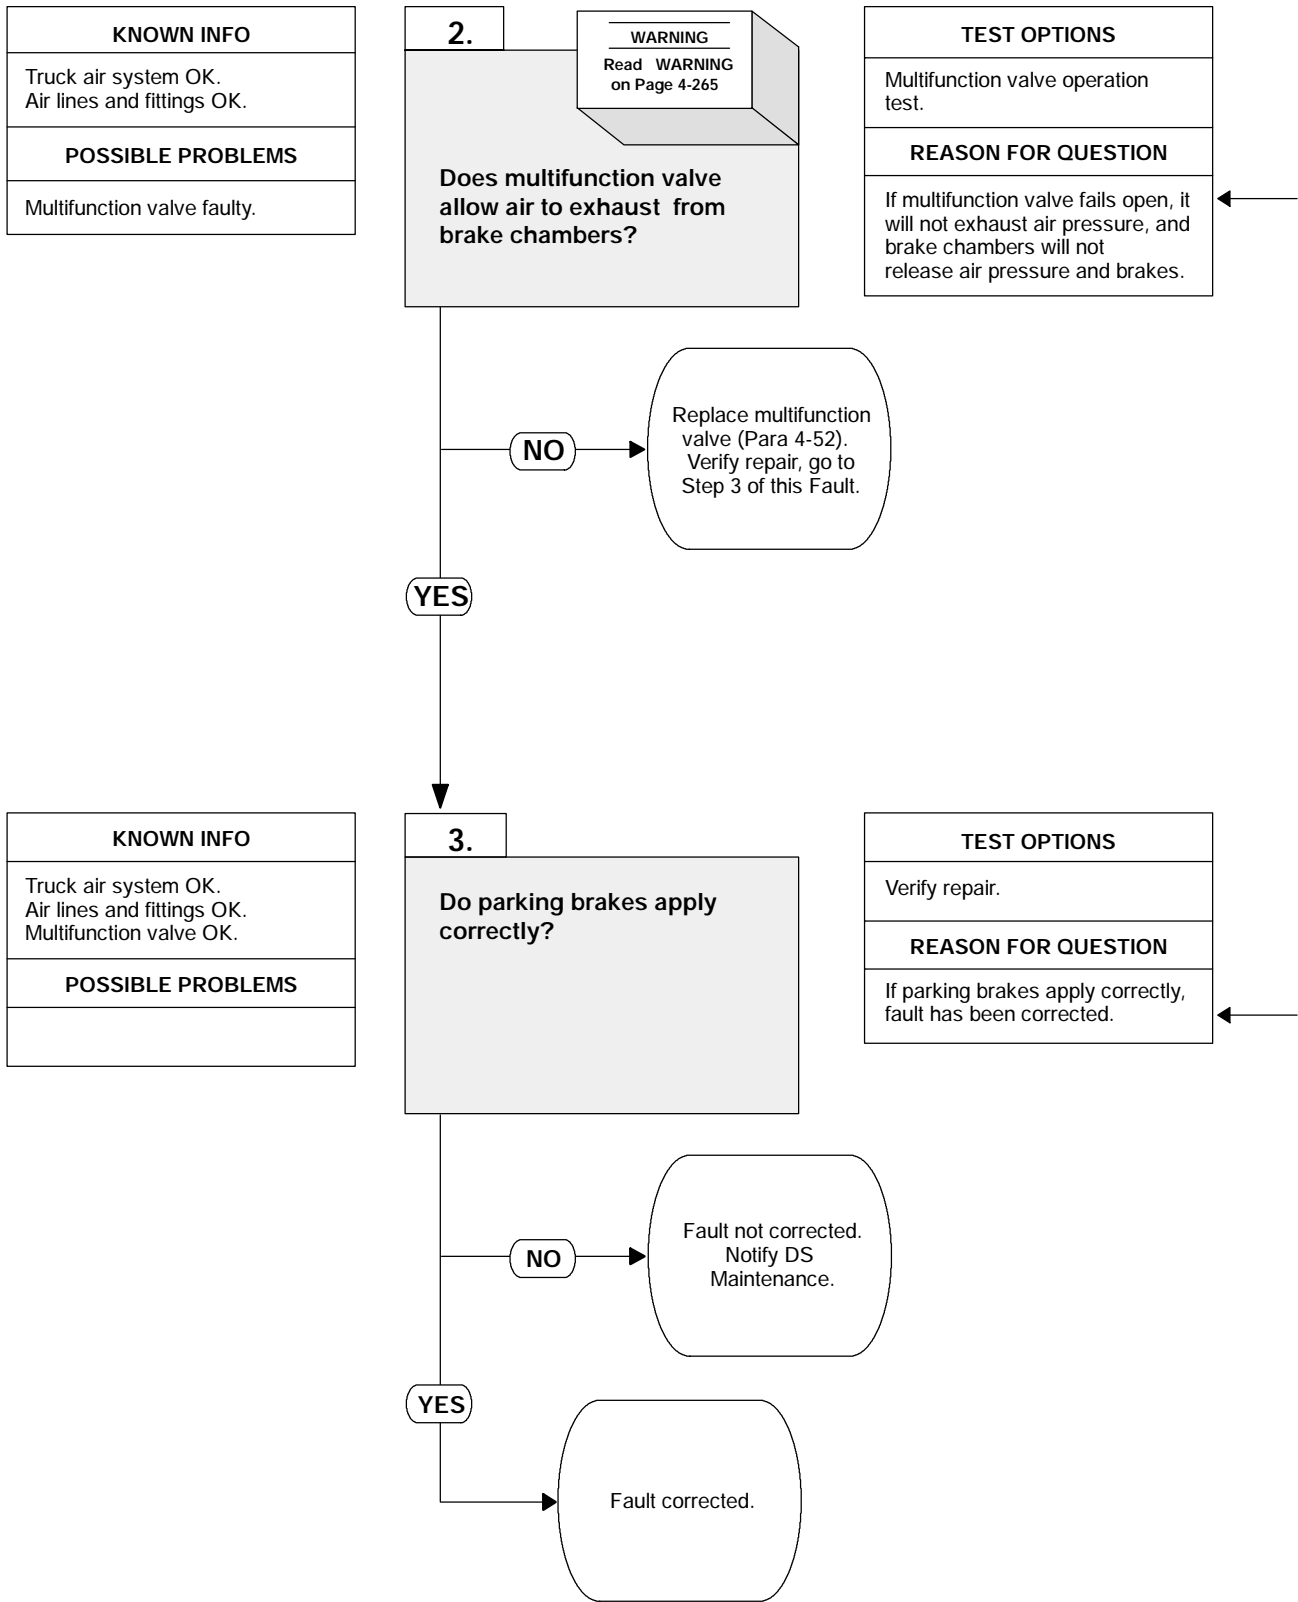 KNOWN INFO
Truck air system OK.
Air lines and fittings OK.
POSSIBLE PROBLEMS
Multifunction valve faulty.
2.
WARNING
Read WARNING
on Page 4-265
Does multifunction valve
allow air to exhaust from
brake chambers?
TEST OPTIONS
Multifunction valve operation
test.
REASON FOR QUESTION
If multifunction valve fails open, it
will not exhaust air pressure, and
brake chambers will not
release air pressure and brakes.
NO
Replace multifunction
valve (Para 4-52).
Verify repair, go to
Step 3 of this Fault.
YES
KNOWN INFO
Truck air system OK.
Air lines and fittings OK.
Multifunction valve OK.
POSSIBLE PROBLEMS
3.
Do parking brakes apply
correctly?
TEST OPTIONS
Verify repair.
REASON FOR QUESTION
If parking brakes apply correctly,
fault has been corrected.
NO
Fault not corrected.
Notify DS
Maintenance.
YES
Fault corrected.